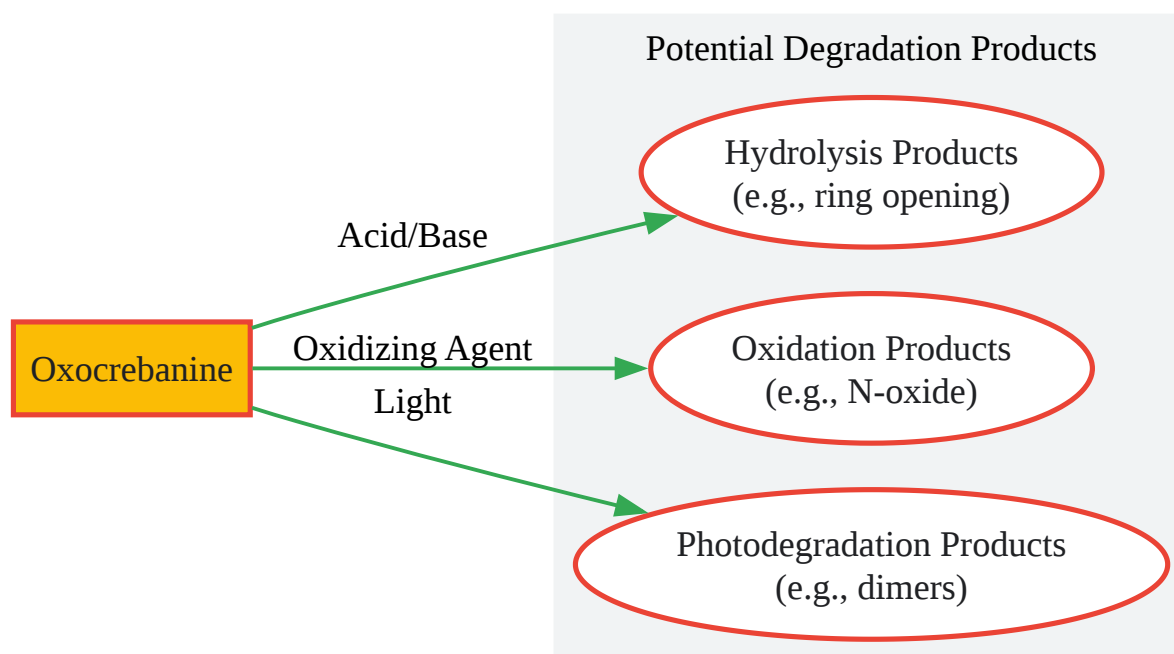 Potential Degradation Products
Hydrolysis Products
(e.g., ring opening)
Acid/Base
Oxidizing Agent
Oxocrebanine
Oxidation Products
(e.g., N-oxide)
Light
Photodegradation Products
(e.g., dimers)